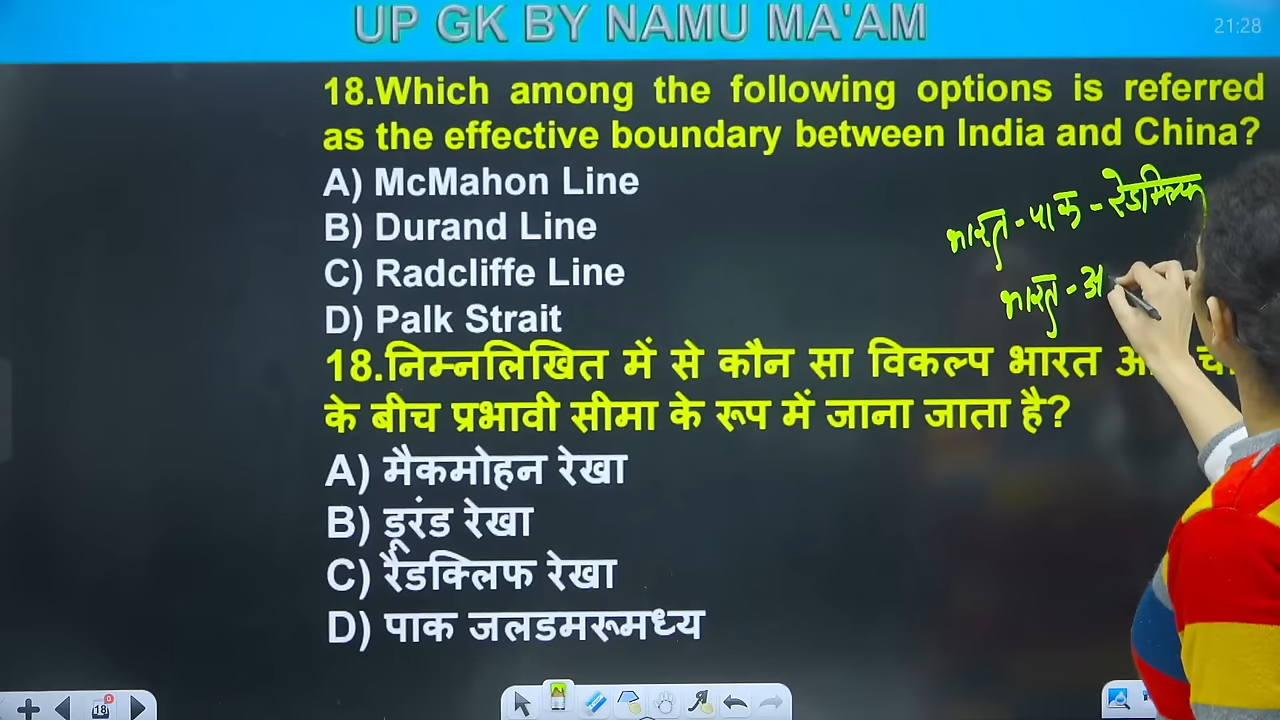 UP GK BY NAMU MA'AM
21:28
18.Which among the following options is referred
as the effective boundary between India and China?
A) McMahon Line
B) Durand Line
C) Radcliffe Line
D) Palk Strait
भारत - पाक - रेडक्लिफ
भारत - अ
18.निम्नलिखित में से कौन सा विकल्प भारत
के बीच प्रभावी सीमा के रूप में जाना जाता है?
A) मैकमोहन रेखा
B) डूरंड रेखा
C) रैडक्लिफ रेखा
D) पाक जलडमरूमध्य
18